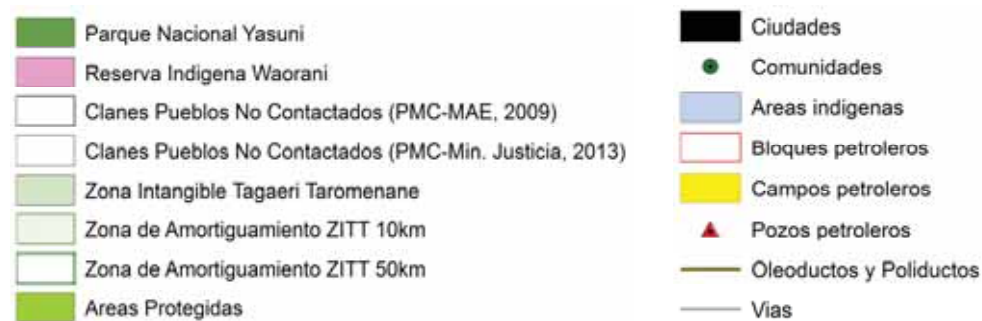 Parque Nacional Yasuni
Reserva Indigena Waorani
Clanes Pueblos No Contactados (PMC-MAE, 2009)
Clanes Pueblos No Contactados (PMC-Min. Justicia, 2013)
Zona Intangible Tagaeri Taromenane
Zona de Amortiguamiento ZITT 10km
Zona de Amortiguamiento ZITT 50km
Areas Protegidas
Ciudades
Comunidades
Areas indigenas
Bloques petroleros
Campos petroleros
Pozos petroleros
Oleoductos y Poliductos
Vias